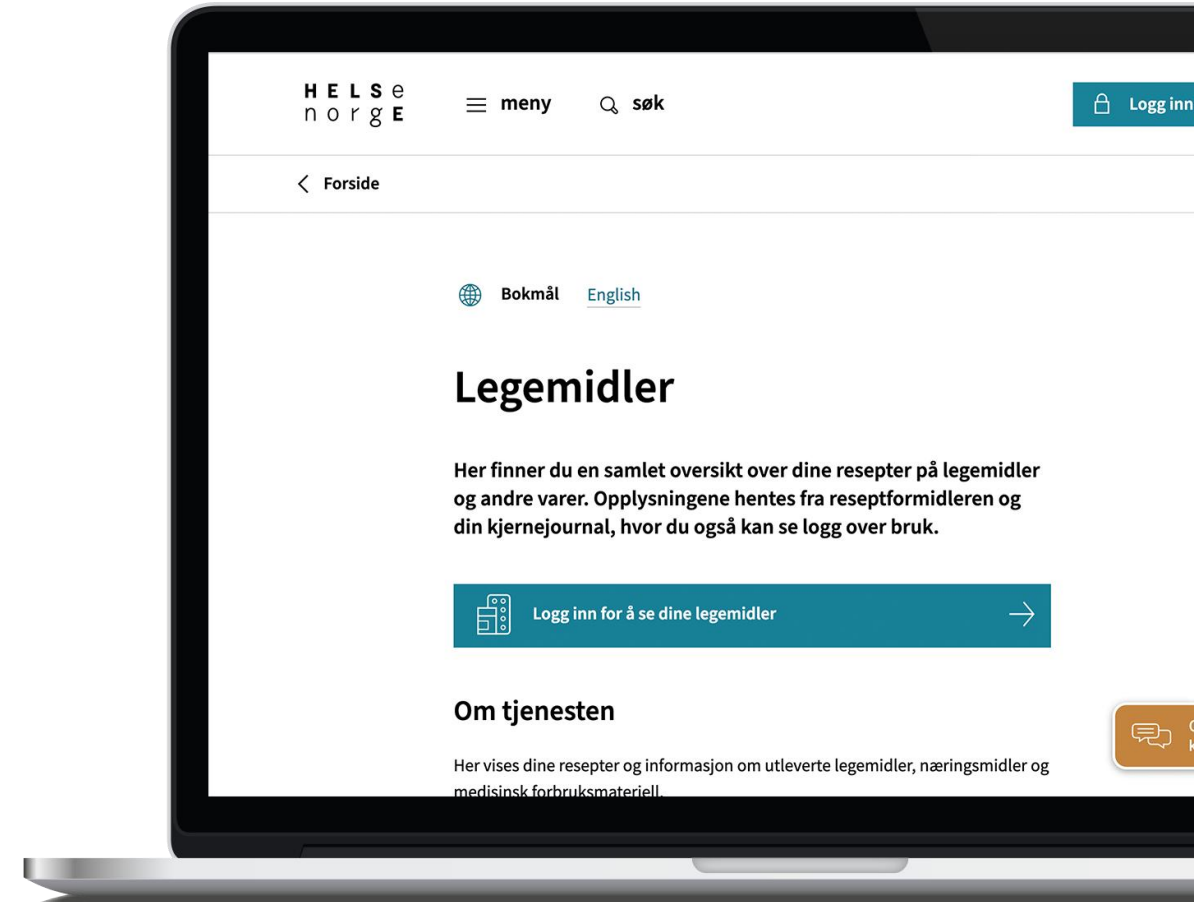 HELSe
norgE
meny
søk
Logg inn
Forside
Bokmål English
Legemidler
Her finner du en samlet oversikt over dine resepter på legemidler
og andre varer. Opplysningene hentes fra reseptformidleren og
din kjernejournal, hvor du også kan se logg over bruk.
Logg inn for å se dine legemidler
Om tjenesten
Her vises dine resepter og informasjon om utleverte legemidler, næringsmidler og
medisinsk forbruksmateriell.